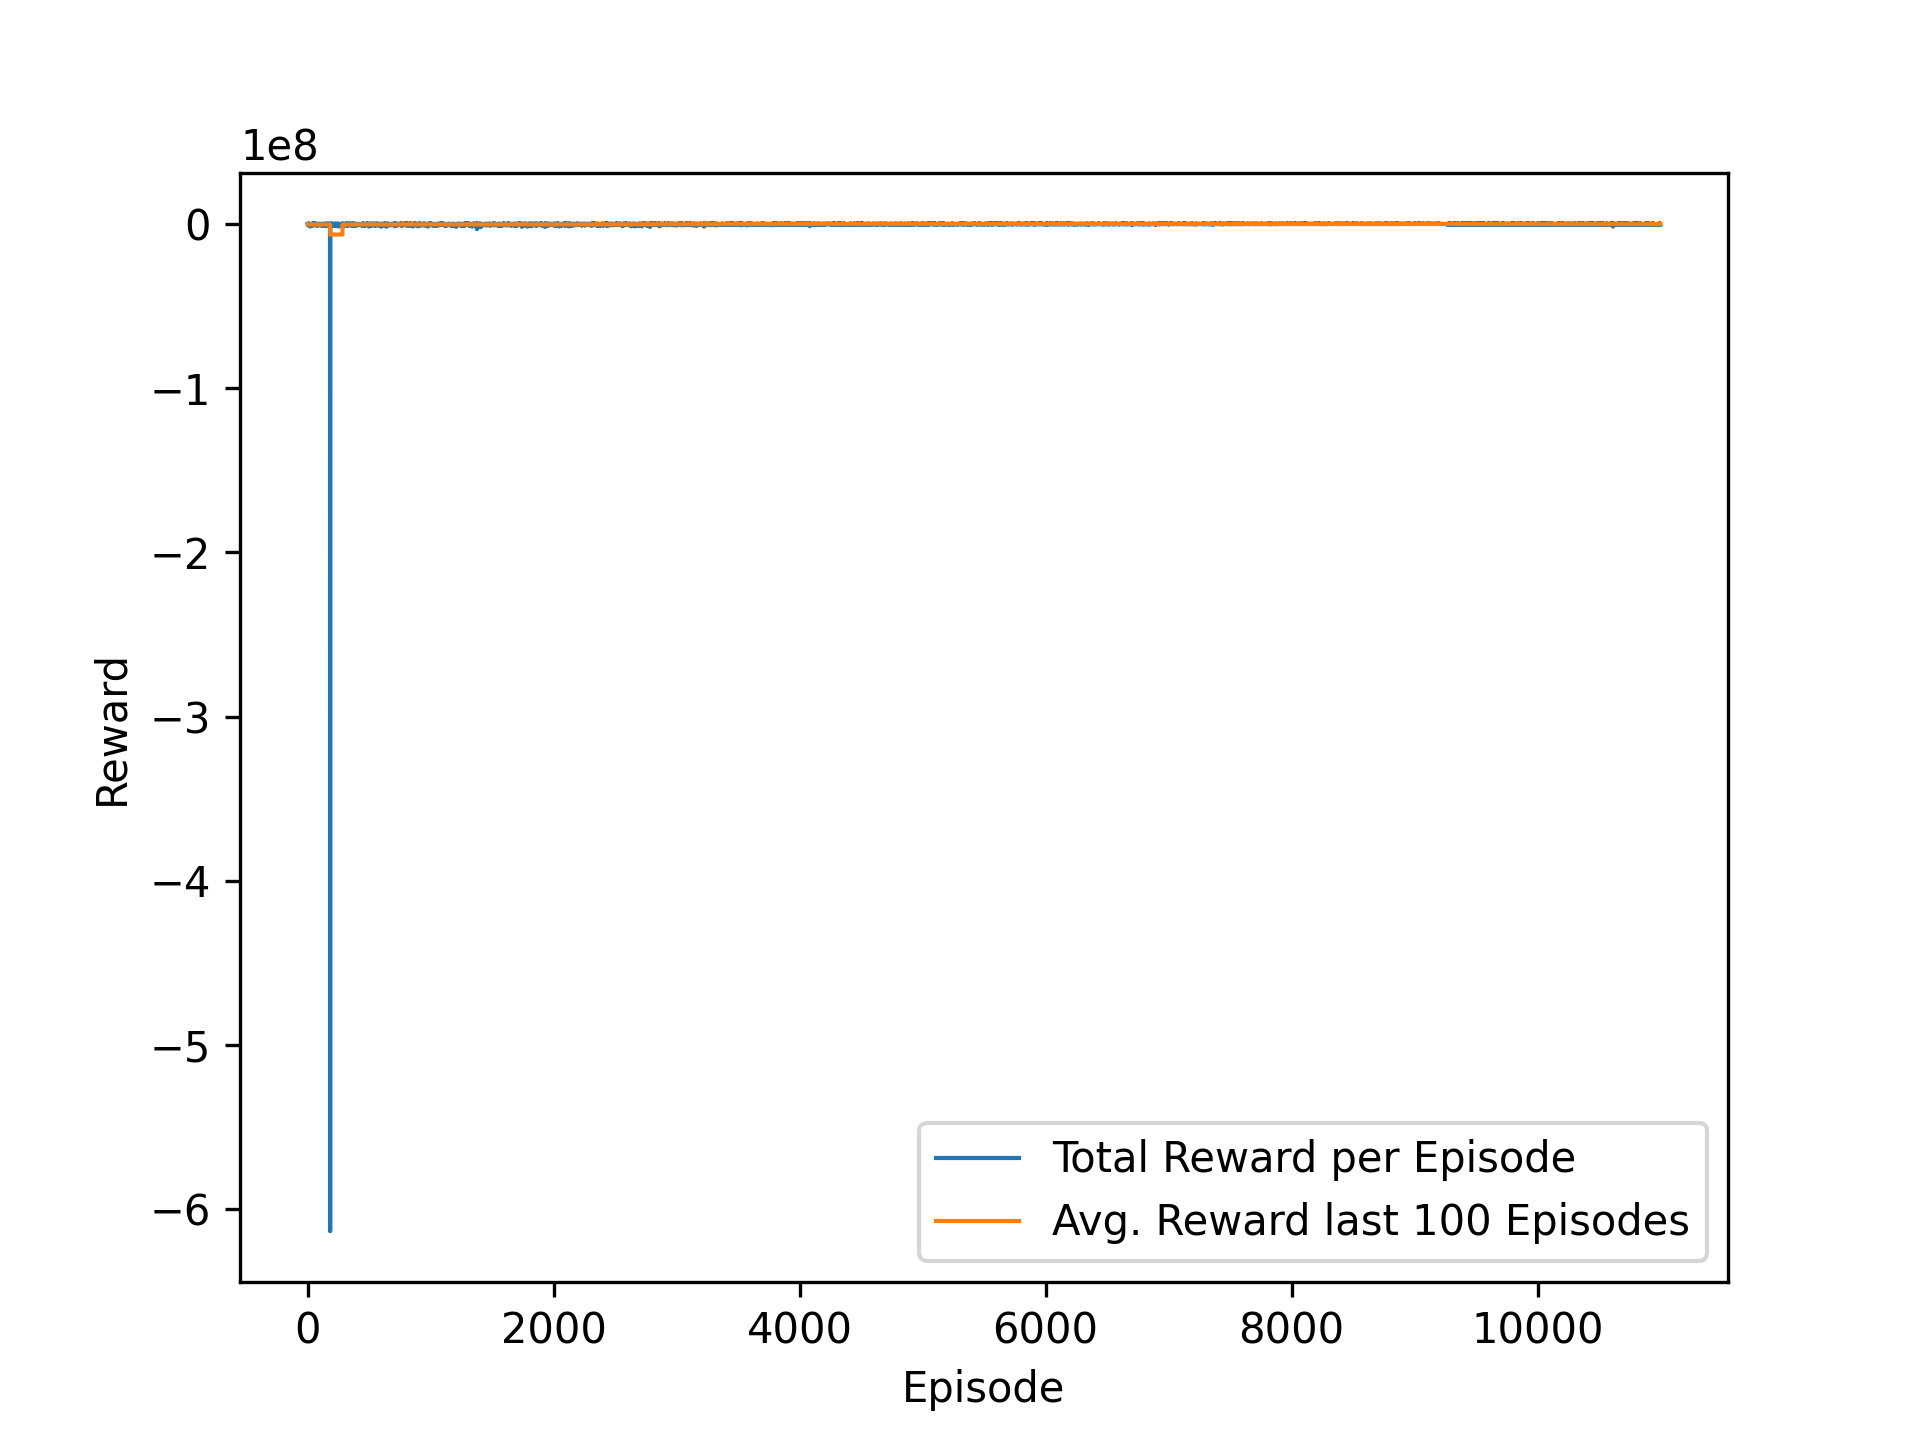 1e8
0
−1
−2
−3
−4
−5
−6
Reward
0 2000 4000 6000 8000 10000
Episode
Total Reward per Episode
Avg. Reward last 100 Episodes